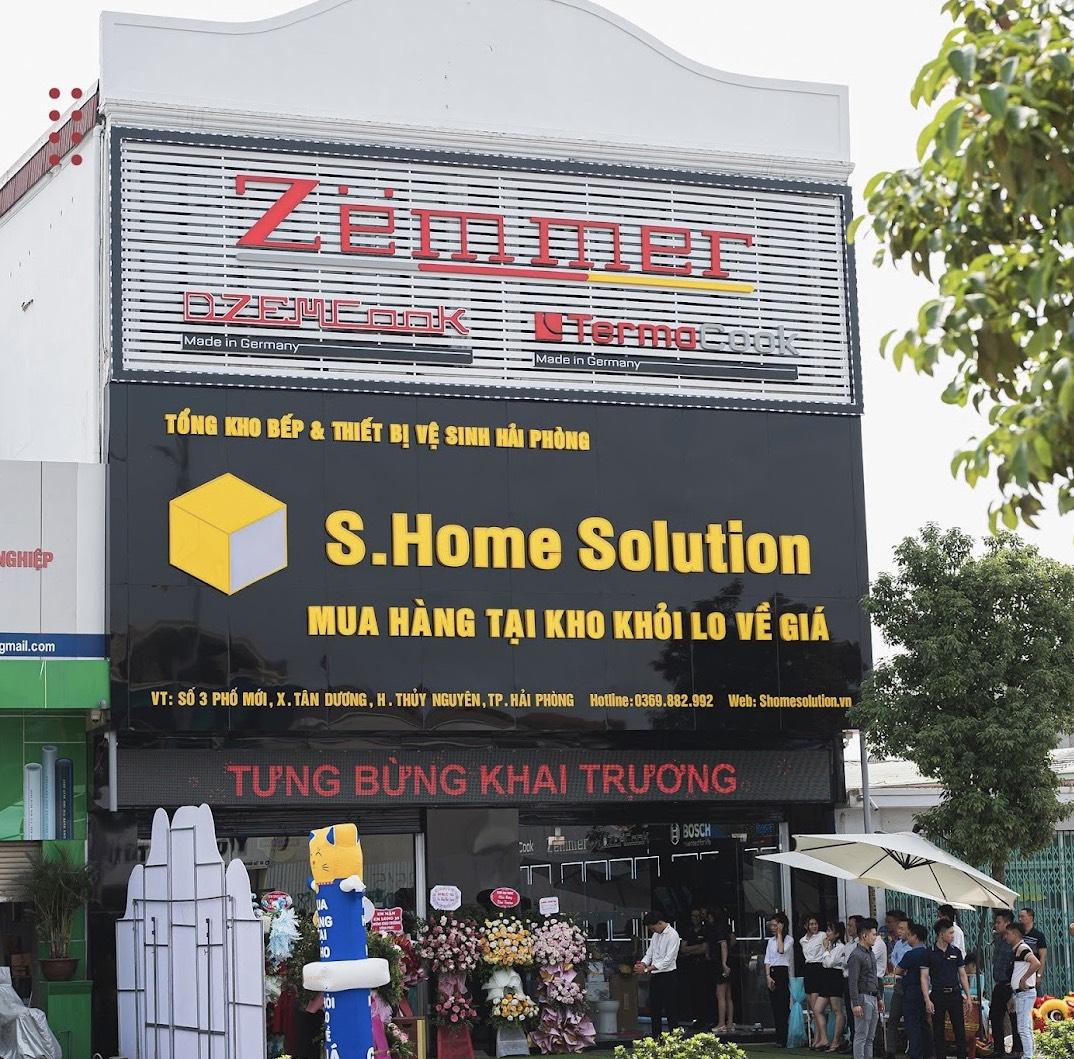 Zëmmer
DZEMCook
Made in Germany
TermaCook
Made in Germany
TỔNG KHO BẾP & THIẾT BỊ VỆ SINH HẢI PHÒNG
S.Home Solution
MUA HÀNG TẠI KHO KHỎI LO VỀ GIÁ
VT: SỐ 3 PHỐ MỚI, X. TÂN DƯƠNG, H. THỦY NGUYÊN, TP. HẢI PHÒNG Hotline: 0369.882.992 Web: Shomesolution.vn
TƯNG BỪNG KHAI TRƯƠNG
NGHIỆP
gmail.com
Cook
Zëmmer
BOSCH